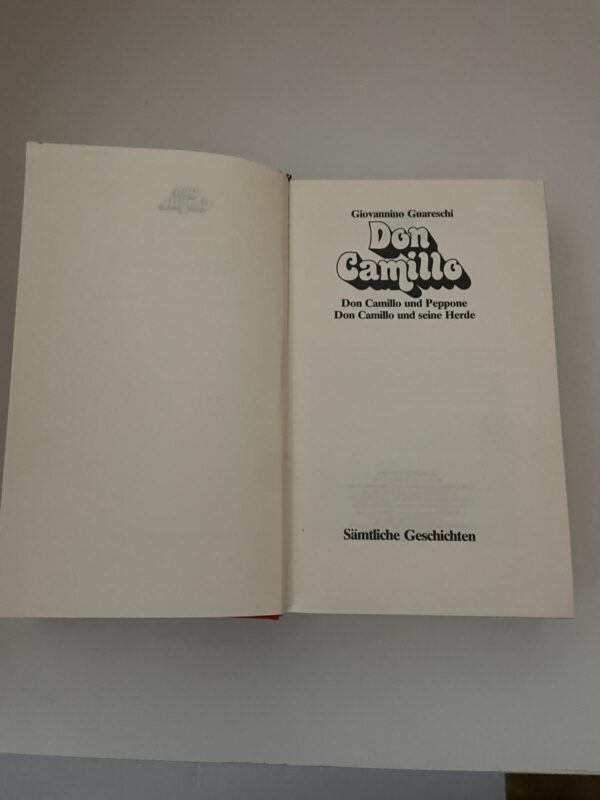 Giovannino Guareschi
Don
Camillo
Don Camillo und Peppone
Don Camillo und seine Herde
Sämtliche Geschichten